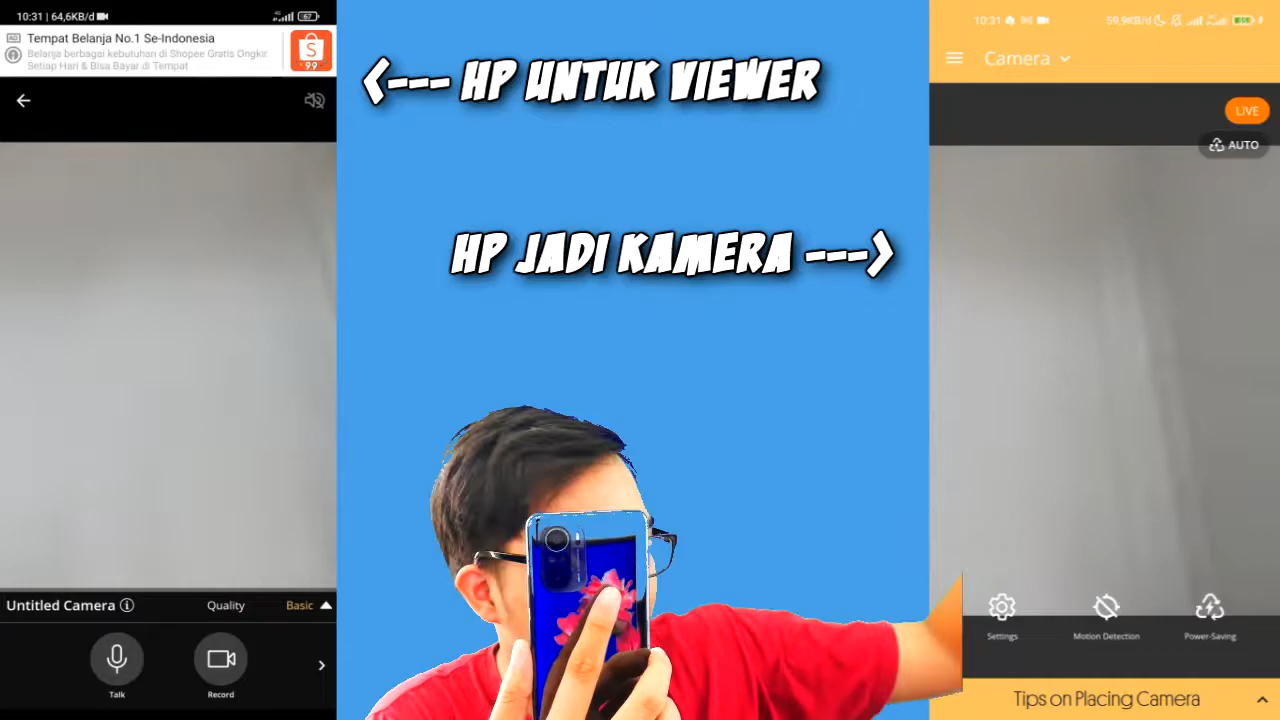 10:31 | 64,6KB/d
67
AD Tempat Belanja No.1 Se-Indonesia
Belanja berbagai kebutuhan di Shopee Gratis Ongkir
Setiap Hari & Bisa Bayar di Tempat
S
Untitled Camera
Quality
Basic
Talk
Record
<--- HP UNTUK VIEWER
HP JADI KAMERA --->
10:31
59,9KB/d
Camera
LIVE
AUTO
Settings
Motion Detection
Power-Saving
Tips on Placing Camera